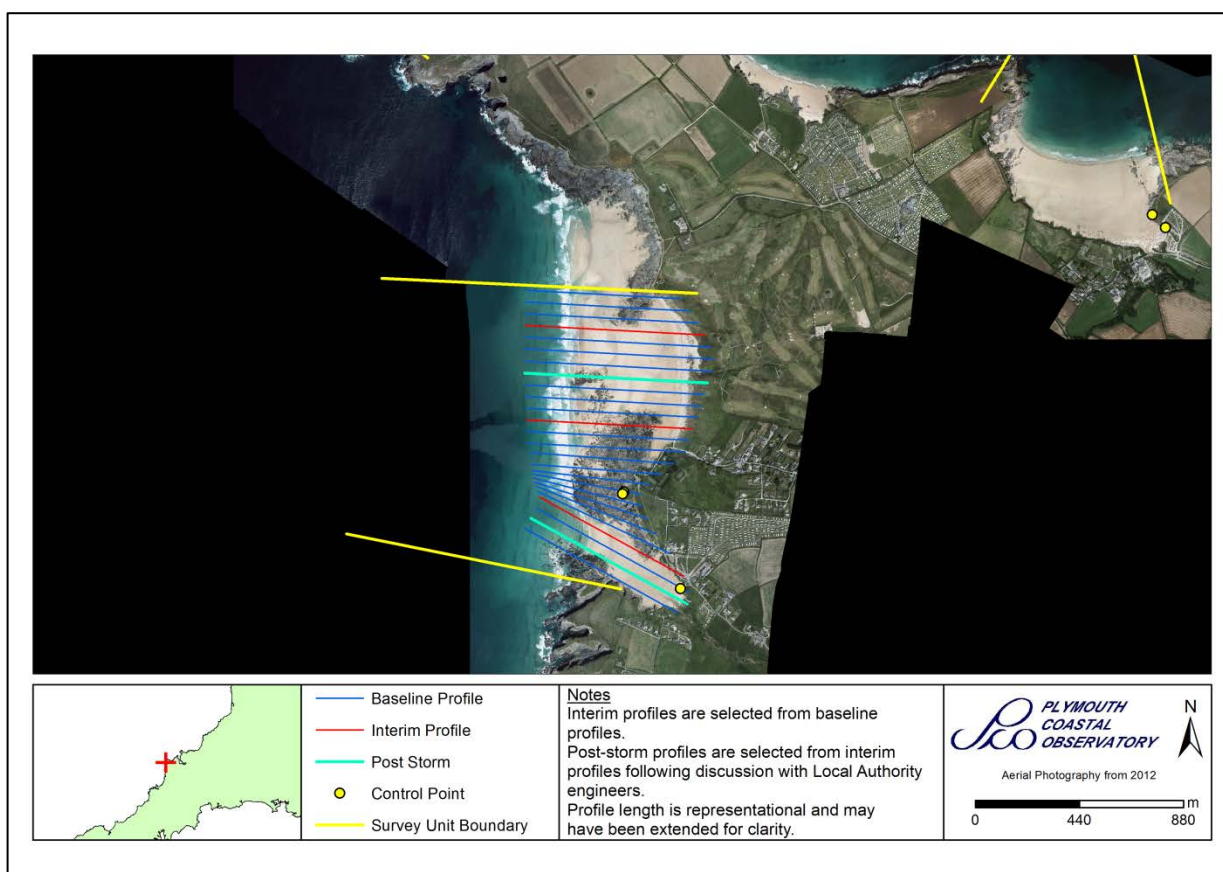 Baseline Profile
Interim Profile
Post Storm
Control Point
Survey Unit Boundary
Notes
Interim profiles are selected from baseline
profiles.
Post-storm profiles are selected from interim
profiles following discussion with Local Authority
engineers.
Profile length is representational and may
have been extended for clarity.
PLYMOUTH
COASTAL
OBSERVATORY
N
Aerial Photography from 2012
m
0 440 880